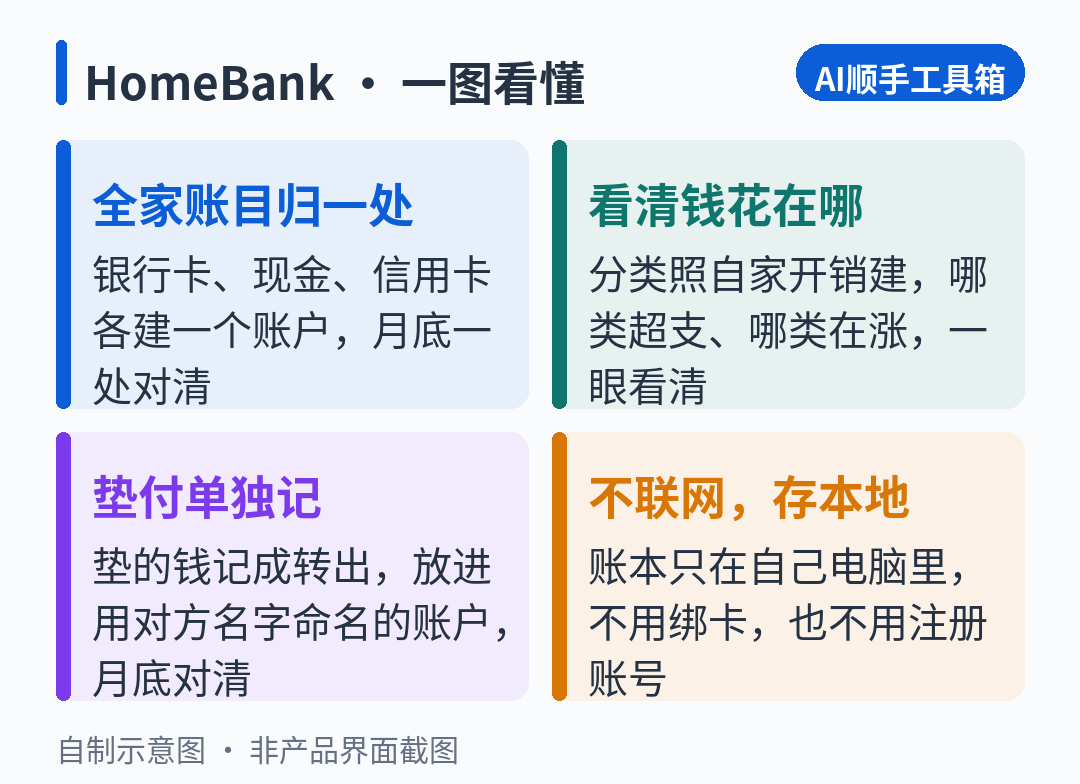 HomeBank · 一图看懂
AI顺手工具箱
全家账目归一处
银行卡、现金、信用卡
各建一个账户，月底一
处对清
看清钱花在哪
分类照自家开销建，哪
类超支、哪类在涨，一
眼看清
垫付单独记
垫的钱记成转出，放进
用对方名字命名的账户，
月底对清
不联网，存本地
账本只在自己电脑里，
不用绑卡，也不用注册
账号
自制示意图 · 非产品界面截图